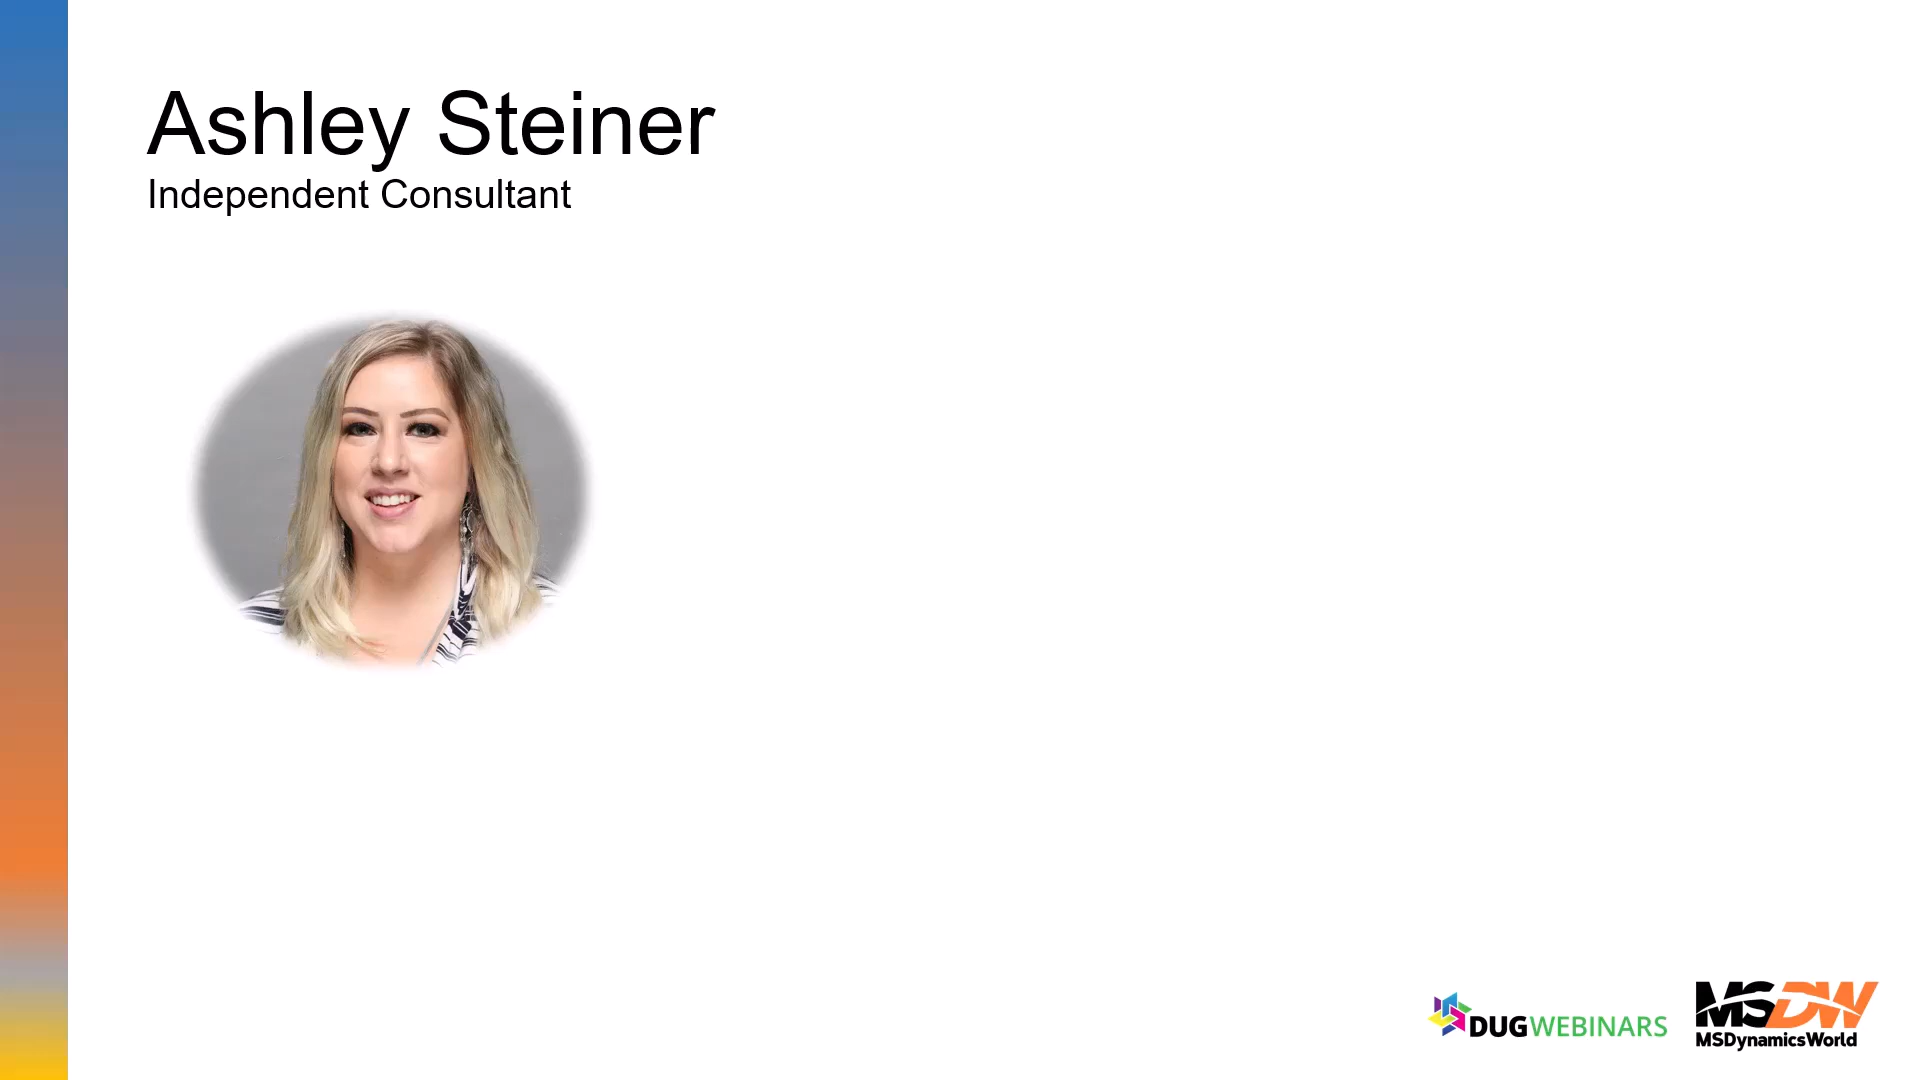 Ashley Steiner
Independent Consultant
DUGWEBINARS
MSDW
MSDynamicsWorld